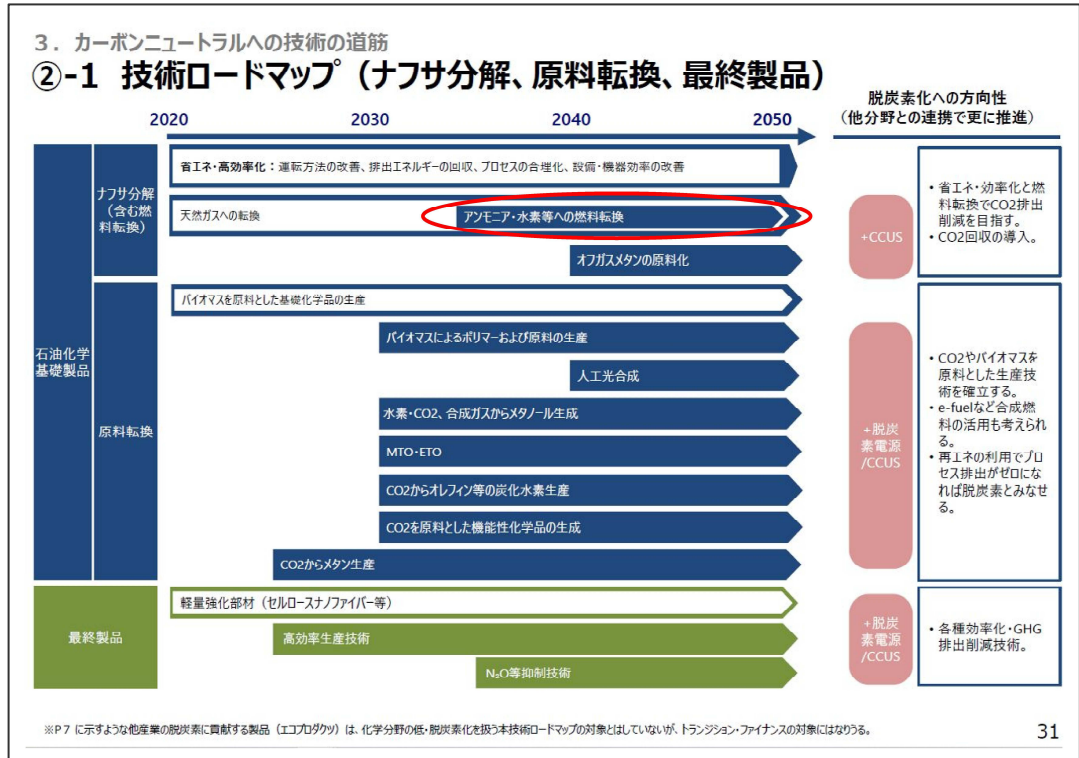 ３．カーボンニュートラルへの技術の道筋
②-1 技術ロードマップ（ナフサ分解、原料転換、最終製品）
脱炭素化への方向性
（他分野との連携で更に推進）
2020
2030
2040
2050
石油化学
基礎製品
ナフサ分解
（含む燃
料転換）
省エネ・高効率化：運転方法の改善、排出エネルギーの回収、プロセスの合理化、設備・機器効率の改善
天然ガスへの転換
アンモニア・水素等への燃料転換
オフガスメタンの原料化
+CCUS
• 省エネ・効率化と燃
料転換でCO2排出
削減を目指す。
• CO2回収の導入。
原料転換
バイオマスを原料とした基礎化学品の生産
バイオマスによるポリマーおよび原料の生産
人工光合成
水素・CO2、合成ガスからメタノール生成
MTO・ETO
CO2からオレフィン等の炭化水素生産
CO2を原料とした機能性化学品の生成
CO2からメタン生産
+脱炭
素電源
/CCUS
• CO2やバイオマスを
原料とした生産技
術を確立する。
• e-fuelなど合成燃
料の活用も考えられ
る。
• 再エネの利用でプロ
セス排出がゼロにな
れば脱炭素とみなせ
る。
最終製品
軽量強化部材（セルロースナノファイバー等）
高効率生産技術
N₂O等抑制技術
+脱炭
素電源
/CCUS
• 各種効率化・GHG
排出削減技術。
※P７に示すような他産業の脱炭素に貢献する製品（エコプロダクツ）は、化学分野の低・脱炭素化を扱う本技術ロードマップの対象とはしていないが、トランジション・ファイナンスの対象にはなりうる。
31